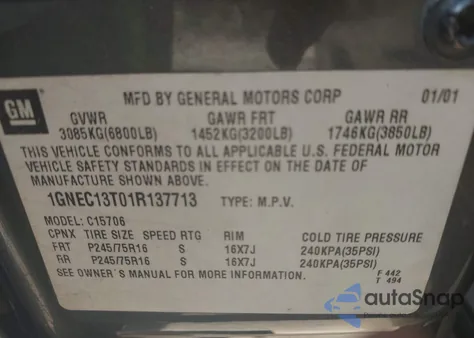 GM
MFD BY GENERAL MOTORS CORP 01/01
GVWR GAWR FRT GAWR RR
3085KG(6800LB) 1452KG(3200LB) 1746KG(3850LB)
THIS VEHICLE CONFORMS TO ALL APPLICABLE U.S. FEDERAL MOTOR
VEHICLE SAFETY STANDARDS IN EFFECT ON THE DATE OF
MANUFACTURE SHOWN ABOVE.
1GNEC13T01R137713 TYPE: M.P.V.
MODEL: C15706
CPNX TIRE SIZE SPEED RTG RIM COLD TIRE PRESSURE
FRT P245/75R16 S 16X7J 240KPA(35PSI)
RR P245/75R16 S 16X7J 240KPA(35PSI)
SEE OWNER'S MANUAL FOR MORE INFORMATION.
F 442
T 494
autoSnap